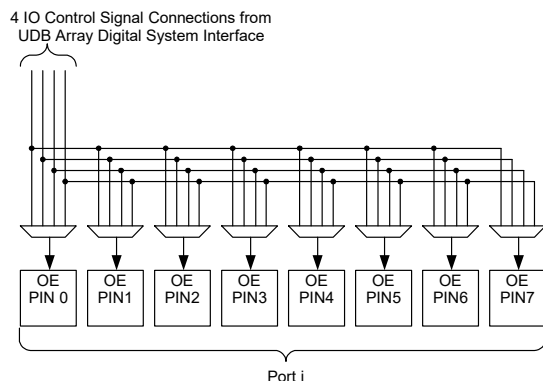 4 IO Control Signal Connections from
UDB Array Digital System Interface
OE
PIN 0
OE
PIN1
OE
PIN2
OE
PIN3
OE
PIN4
OE
PIN5
OE
PIN6
OE
PIN7
Port i